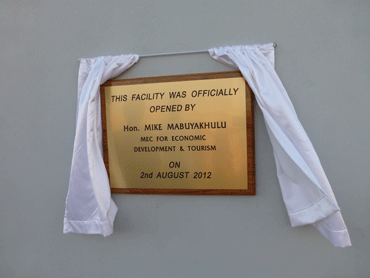 THIS FACILITY WAS OFFICIALLY
OPENED BY
Hon. MIKE MABUYAKHULU
MEC FOR ECONOMIC
DEVELOPMENT & TOURISM
ON
2nd AUGUST 2012